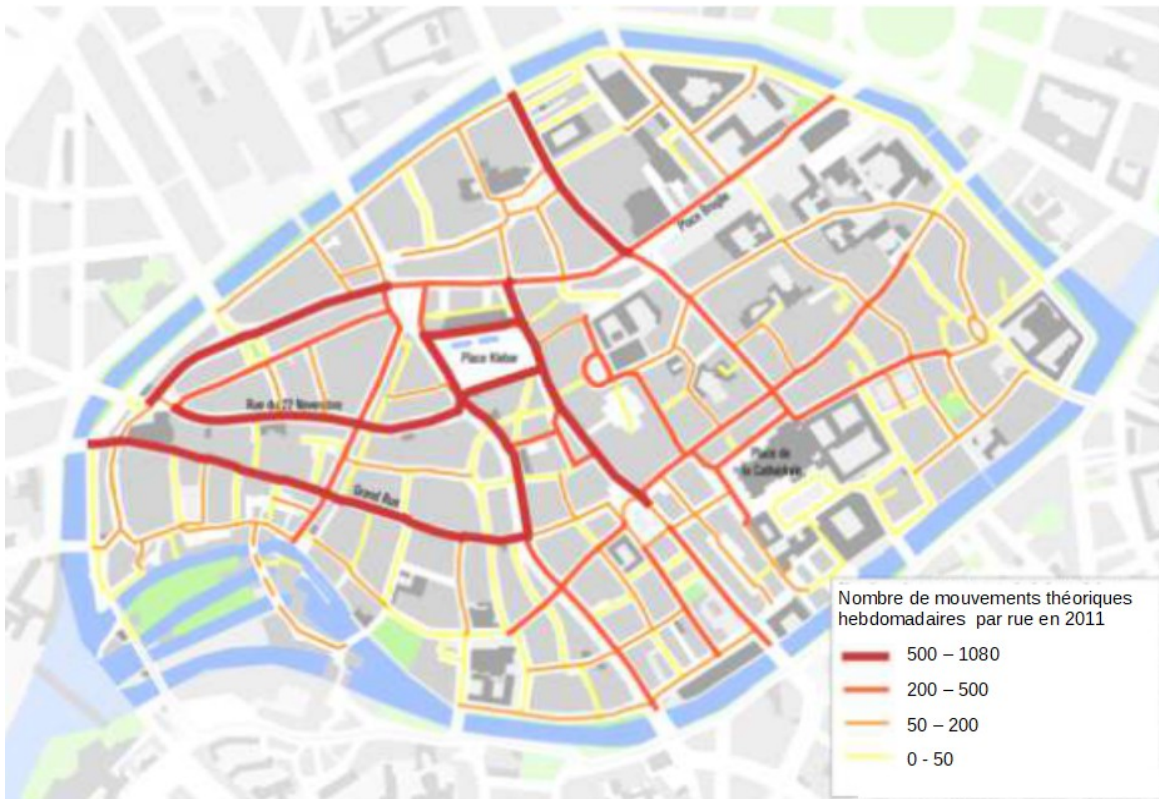 Place Broglie
Place Kléber
Rue du 22 Novembre
Place de
la Cathédrale
Grand Rue
Nombre de mouvements théoriques
hebdomadaires par rue en 2011
500 – 1080
200 – 500
50 – 200
0 - 50